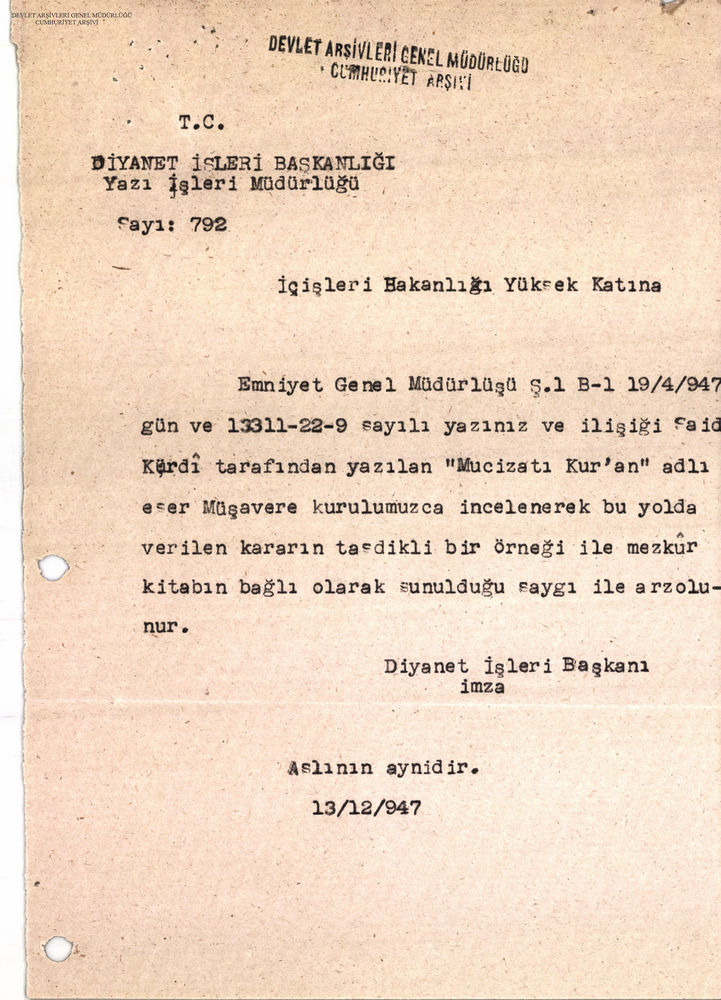 DEVLET ARŞİVLERİ GENEL MÜDÜRLÜĞÜ
CUMHURİYET ARŞİVİ
DEVLET ARŞİVLERİ GENEL MÜDÜRLÜĞÜ
CUMHURİYET ARŞİVİ
T.C.
DİYANET İŞLERİ BAŞKANLIĞI
Yazı İşleri Müdürlüğü
Sayı: 792
İçişleri Bakanlığı Yüksek Katına
Emniyet Genel Müdürlüşü Ş.1 B-1 19/4/947
gün ve 13311-22-9 sayılı yazınız ve ilişiği Said
Kürdî tarafından yazılan "Mucizatı Kur'an" adlı
eser Müşavere kurulumuzca incelenerek bu yolda
verilen kararın tasdikli bir örneği ile mezkûr
kitabın bağlı olarak sunulduğu saygı ile arzolu-
nur.
Diyanet İşleri Başkanı
imza
Aslının aynidir.
13/12/947